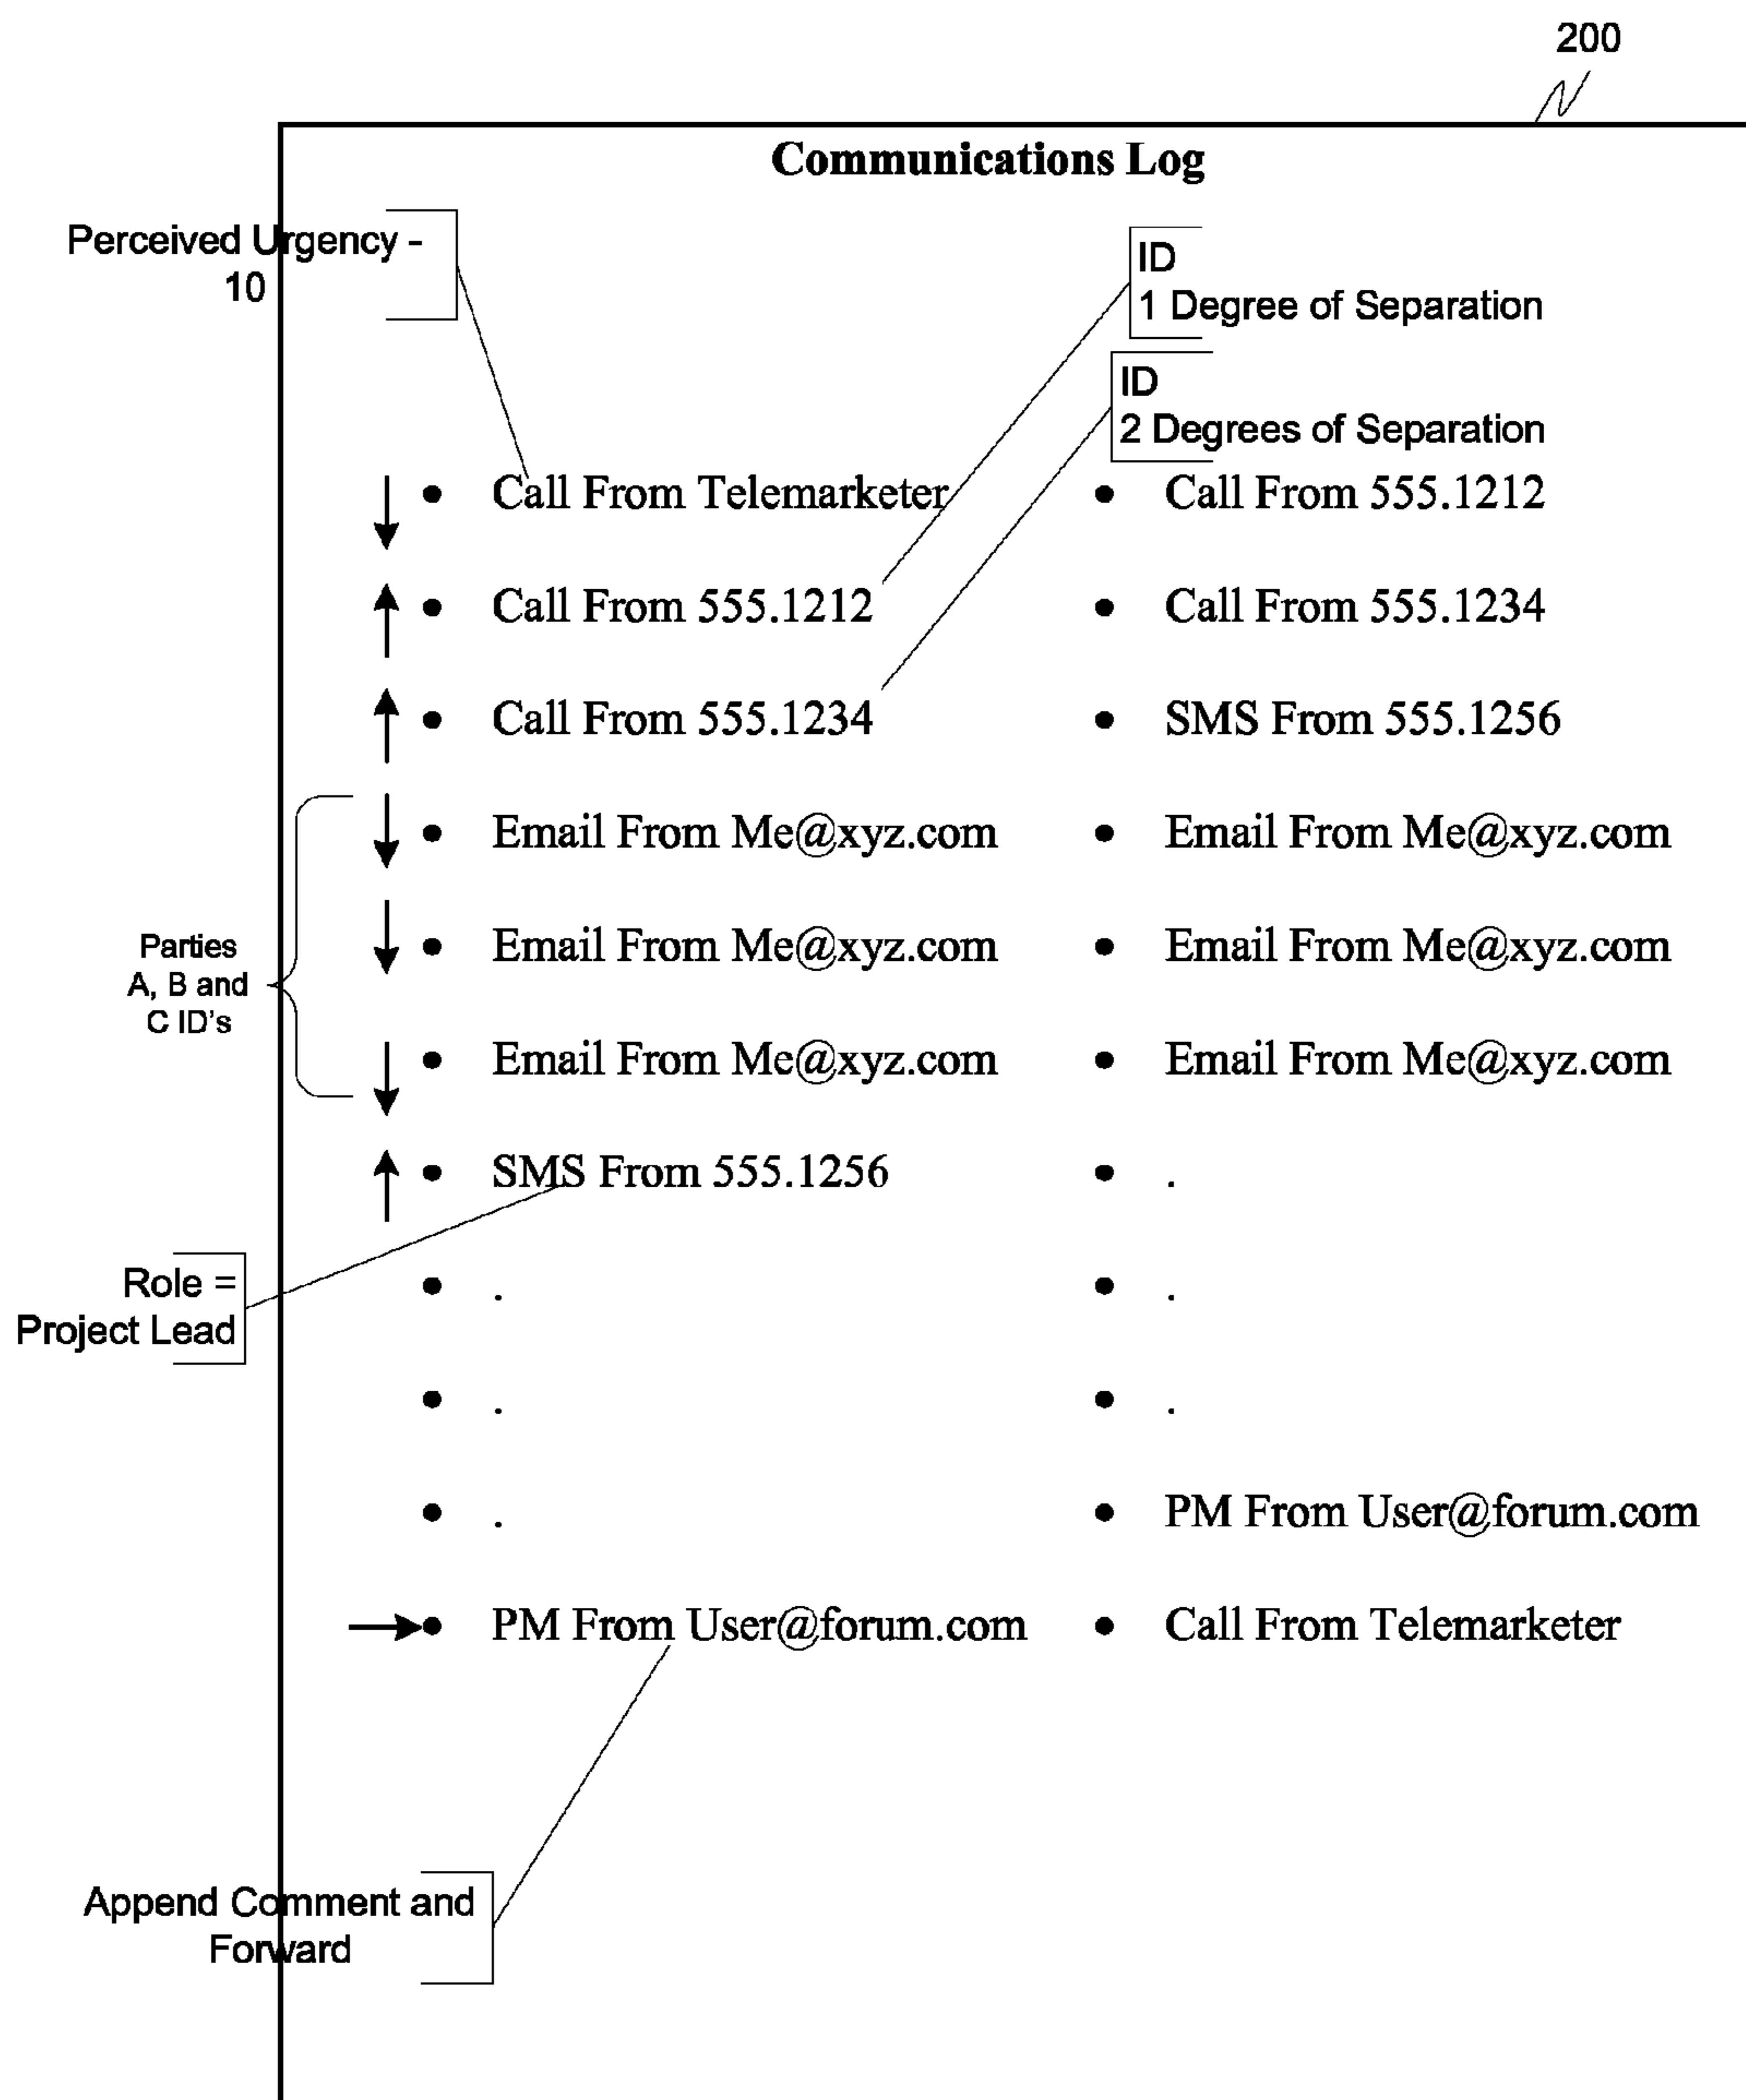 200
Communications Log
Perceived Urgency -
10
ID
1 Degree of Separation
ID
2 Degrees of Separation
• Call From Telemarketer
• Call From 555.1212
• Call From 555.1234
• Email From Me@xyz.com
• Email From Me@xyz.com
• Email From Me@xyz.com
• SMS From 555.1256
• .
• .
• .
• PM From User@forum.com
• Call From 555.1212
• Call From 555.1234
• SMS From 555.1256
• Email From Me@xyz.com
• Email From Me@xyz.com
• Email From Me@xyz.com
• .
• .
• .
• PM From User@forum.com
• Call From Telemarketer
Parties
A, B and
C ID's
Role =
Project Lead
Append Comment and
Forward